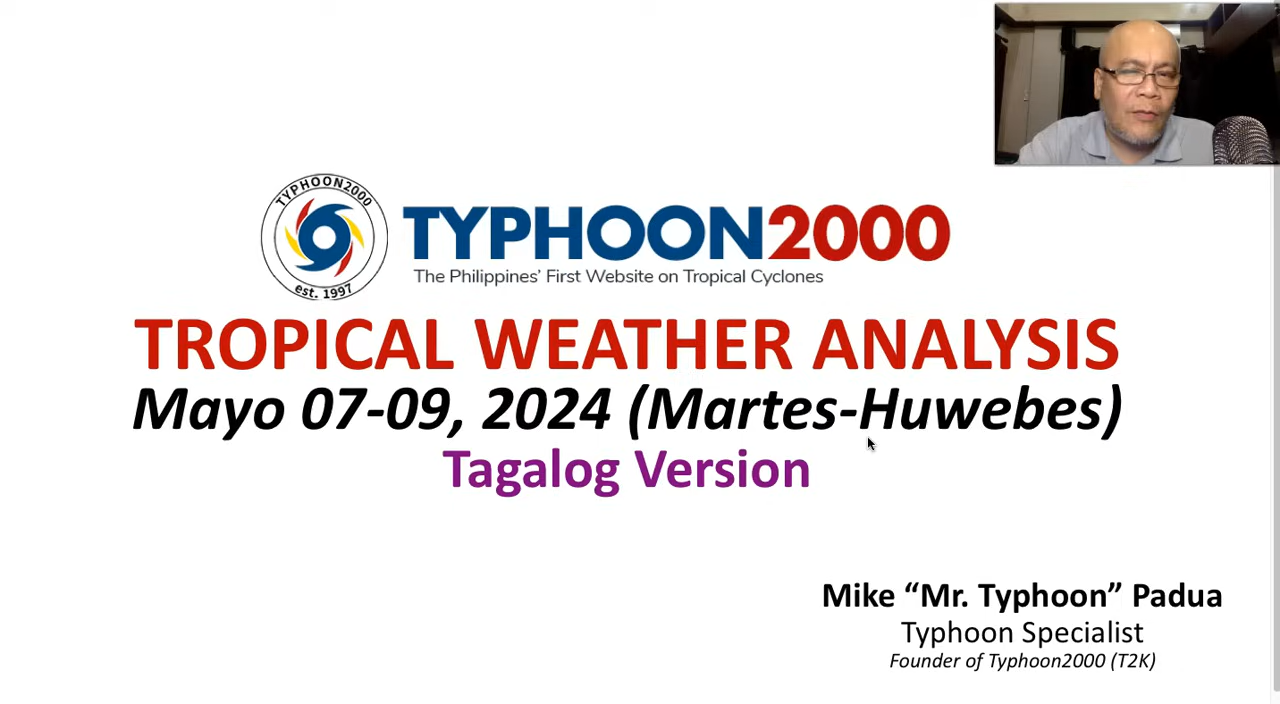 TYPHOON2000
est. 1997
TYPHOON2000
The Philippines' First Website on Tropical Cyclones
TROPICAL WEATHER ANALYSIS
Mayo 07-09, 2024 (Martes-Huwebes)
Tagalog Version
Mike “Mr. Typhoon” Padua
Typhoon Specialist
Founder of Typhoon2000 (T2K)